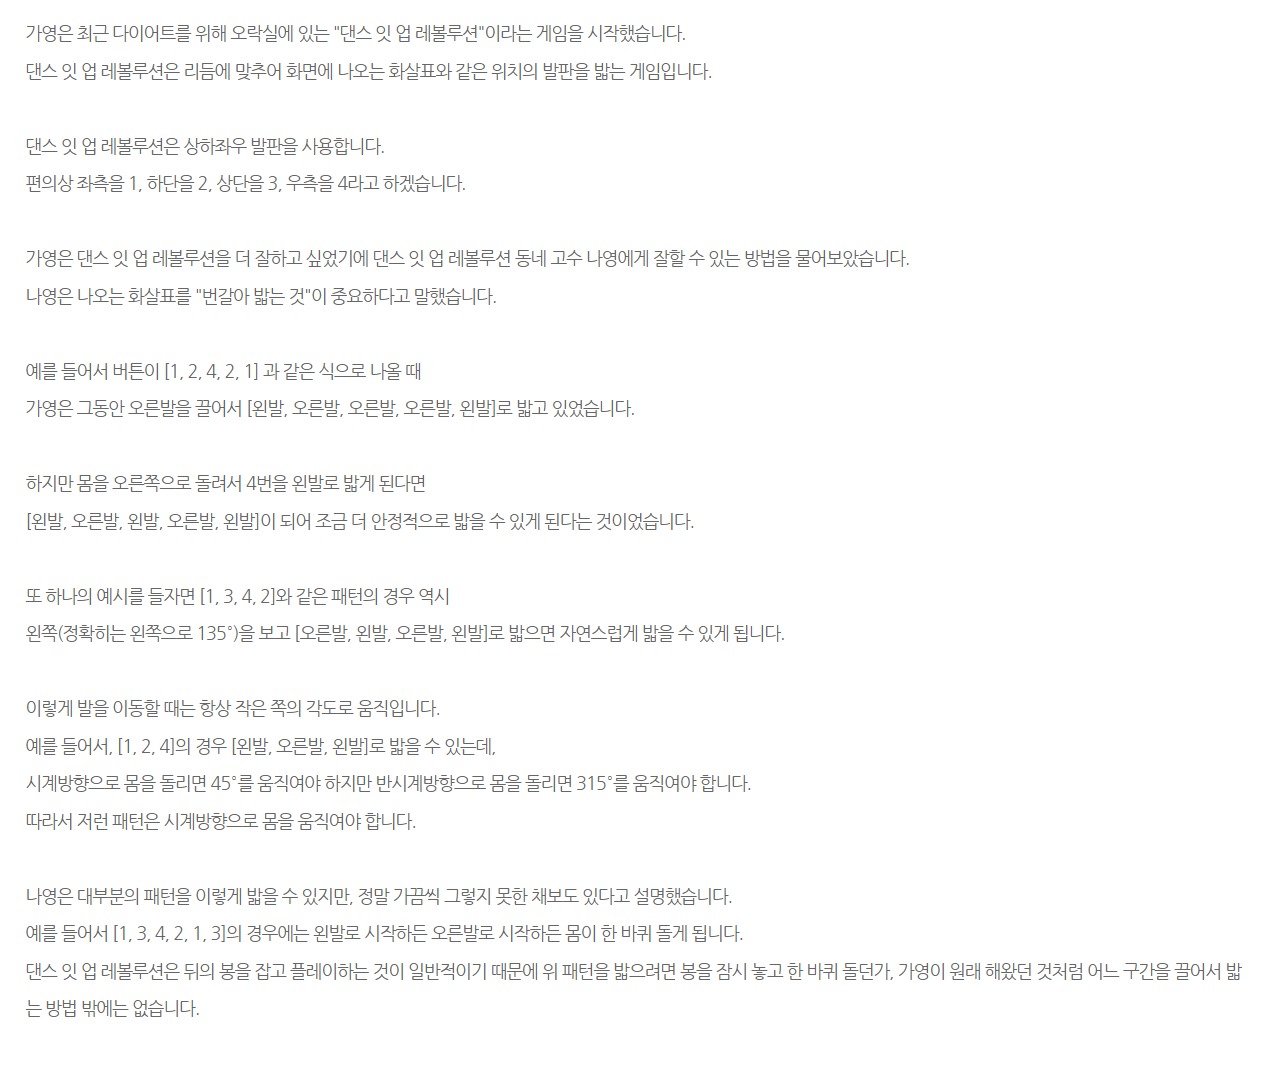 가영은 최근 다이어트를 위해 오락실에 있는 "댄스 잇 업 레볼루션"이라는 게임을 시작했습니다.
댄스 잇 업 레볼루션은 리듬에 맞추어 화면에 나오는 화살표와 같은 위치의 발판을 밟는 게임입니다.
댄스 잇 업 레볼루션은 상하좌우 발판을 사용합니다.
편의상 좌측을 1, 하단을 2, 상단을 3, 우측을 4라고 하겠습니다.
가영은 댄스 잇 업 레볼루션을 더 잘하고 싶었기에 댄스 잇 업 레볼루션 동네 고수 나영에게 잘할 수 있는 방법을 물어보았습니다.
나영은 나오는 화살표를 "번갈아 밟는 것"이 중요하다고 말했습니다.
예를 들어서 버튼이 [1, 2, 4, 2, 1] 과 같은 식으로 나올 때
가영은 그동안 오른발을 끌어서 [왼발, 오른발, 오른발, 오른발, 왼발]로 밟고 있었습니다.
하지만 몸을 오른쪽으로 돌려서 4번을 왼발로 밟게 된다면
[왼발, 오른발, 왼발, 오른발, 왼발]이 되어 조금 더 안정적으로 밟을 수 있게 된다는 것이었습니다.
또 하나의 예시를 들자면 [1, 3, 4, 2]와 같은 패턴의 경우 역시
왼쪽(정확히는 왼쪽으로 135°)을 보고 [오른발, 왼발, 오른발, 왼발]로 밟으면 자연스럽게 밟을 수 있게 됩니다.
이렇게 발을 이동할 때는 항상 작은 쪽의 각도로 움직입니다.
예를 들어서, [1, 2, 4]의 경우 [왼발, 오른발, 왼발]로 밟을 수 있는데,
시계방향으로 몸을 돌리면 45°를 움직여야 하지만 반시계방향으로 몸을 돌리면 315°를 움직여야 합니다.
따라서 저런 패턴은 시계방향으로 몸을 움직여야 합니다.
나영은 대부분의 패턴을 이렇게 밟을 수 있지만, 정말 가끔씩 그렇지 못한 채보도 있다고 설명했습니다.
예를 들어서 [1, 3, 4, 2, 1, 3]의 경우에는 왼발로 시작하든 오른발로 시작하든 몸이 한 바퀴 돌게 됩니다.
댄스 잇 업 레볼루션은 뒤의 봉을 잡고 플레이하는 것이 일반적이기 때문에 위 패턴을 밟으려면 봉을 잠시 놓고 한 바퀴 돌던가, 가영이 원래 해왔던 것처럼 어느 구간을 끌어서 밟
는 방법 밖에는 없습니다.